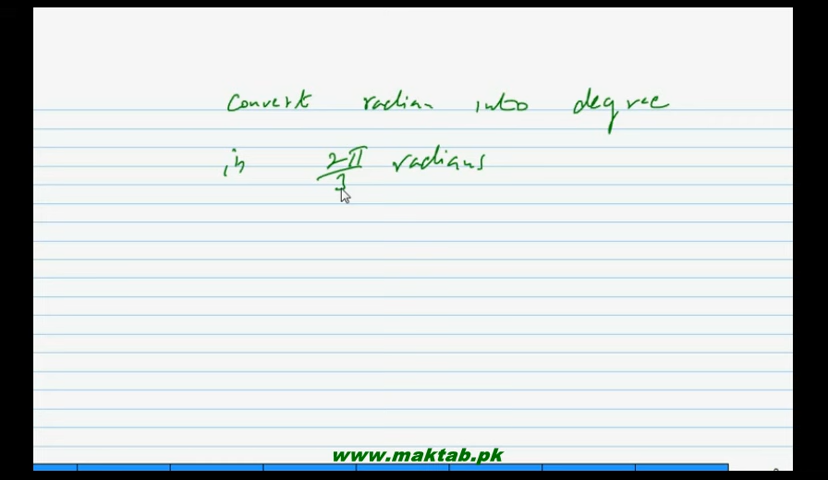 Convert radian into degree
i, 2π/3 radians
www.maktab.pk